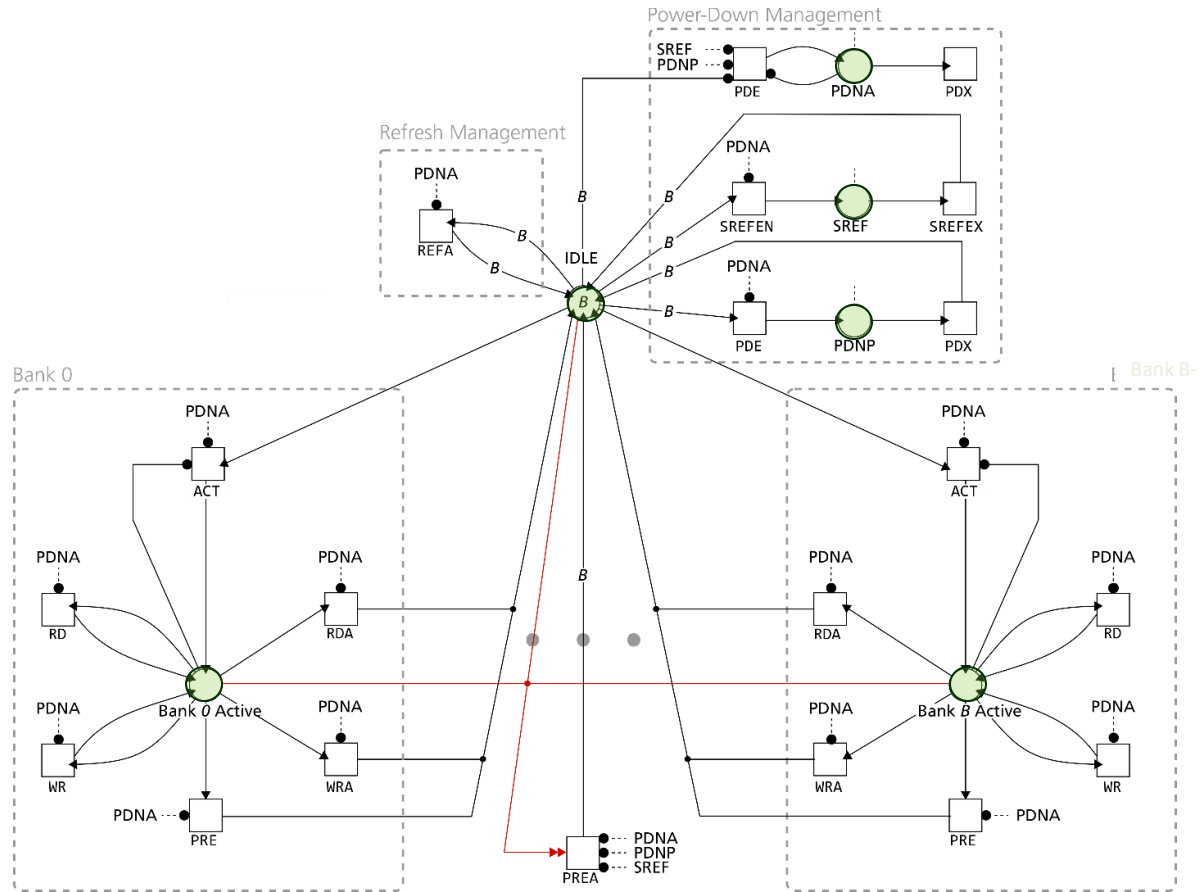 Power-Down Management
SREF
PDNP
PDE
PDNA
PDX
Refresh Management
PDNA
PDNA
B
B
SREFEN
SREF
SREFEX
B
REFA
B
IDLE
B
B
B
PDNA
B
PDE
PDNP
PDX
Bank 0
Bank B-
PDNA
PDNA
ACT
ACT
PDNA
PDNA
PDNA
PDNA
B
RD
RDA
RDA
RD
PDNA
Bank 0 Active
PDNA
PDNA
Bank B Active
PDNA
WR
WRA
WRA
WR
PDNA
PRE
PRE
PDNA
PDNA
PDNP
SREF
PREA